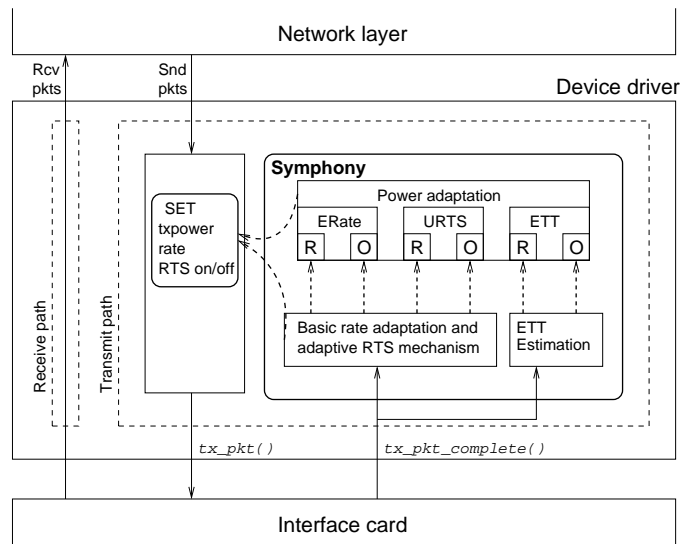 Network layer
Rcv
pkts
Snd
pkts
Device driver
Symphony
Power adaptation
SET
txpower
rate
RTS on/off
ERate
URTS
ETT
R
O
R
O
R
O
Basic rate adaptation and
adaptive RTS mechanism
ETT
Estimation
Receive path
Transmit path
tx_pkt()
tx_pkt_complete()
Interface card